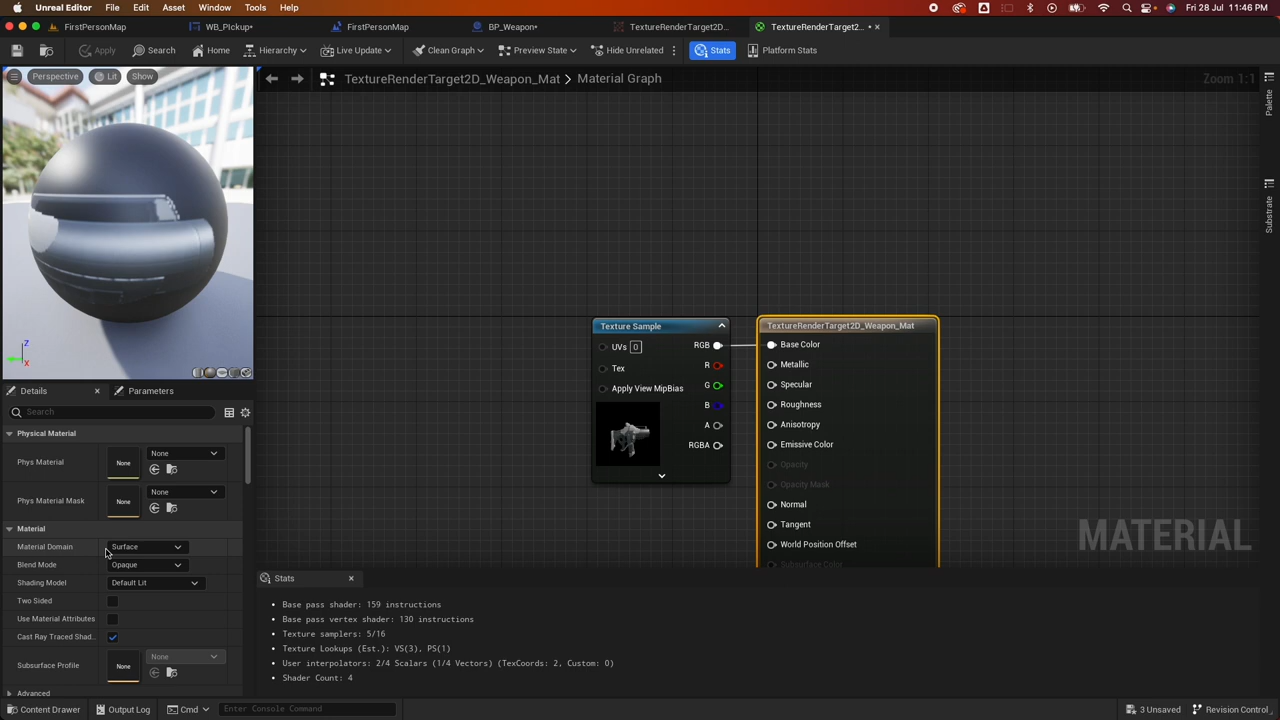 Unreal Editor File Edit Asset Window Tools Help Fri 28 Jul 11:46 PM
FirstPersonMap WB_PIckup* FirstPersonMap BP_Weapon* TextureRenderTarget2D... TextureRenderTarget2...
Apply Search Home Hierarchy Live Update Clean Graph Preview State Hide Unrelated Stats Platform Stats
Perspective Lit Show
TextureRenderTarget2D_Weapon_Mat > Material Graph Zoom 1:1
Palette
Substrate
Z
X
Details Parameters
Search
Physical Material
Phys Material None None
Phys Material Mask None None
Material
Material Domain Surface
Blend Mode Opaque
Shading Model Default Lit
Two Sided
Use Material Attributes
Cast Ray Traced Shad...
Subsurface Profile None None
Advanced
Texture Sample
UVs 0 RGB
Tex R
Apply View MipBias G
B
A
RGBA
TextureRenderTarget2D_Weapon_Mat
Base Color
Metallic
Specular
Roughness
Anisotropy
Emissive Color
Opacity
Opacity Mask
Normal
Tangent
World Position Offset
Subsurface Color
MATERIAL
Stats
Base pass shader: 159 instructions
Base pass vertex shader: 130 instructions
Texture samplers: 5/16
Texture Lookups (Est.): VS(3), PS(1)
User interpolators: 2/4 Scalars (1/4 Vectors) (TexCoords: 2, Custom: 0)
Shader Count: 4
Content Drawer Output Log Cmd Enter Console Command 3 Unsaved Revision Control